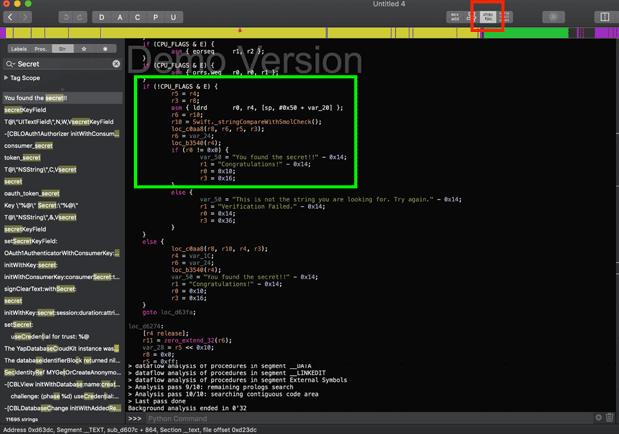 Untitled 4
D A C P U
Labels Proc. Str
Secret
Tag Scope
You found the secret!!
secretKeyField
T@\"UITextField\",N,W,VsecretKeyField
-[CBLOAuth1Authorizer initWithConsum...
consumer_secret
token_secret
T@\"NSString\",C,Vsecret
secret
oauth_token_secret
Key \"%@\" Secret:\"%@\"
T@\"NSString\",&,Vsecret
secretField
setSecretKeyField:
OAuth1AuthenticatorWithConsumerKey:...
initWithKey:secret:
initWithConsumerKey:consumerSecret:t...
signClearText:withSecret:
secret
initWithKey:secret:session:duration:attri...
setSecret:
useCredential for trust: %@
The YapDatabaseCloudKit instance was...
The databaseIdentifierBlock returned nil...
SecIdentityRef MYGetOrCreateAnonymo...
-[CBLView initWithDatabase:name:creat...
challenge: (phase %d) useCredential:...
-[CBLDatabaseChange initWithAddedRe...
11695 strings
Demo Version
if (CPU_FLAGS & E) {
asm { eorseq r1, r2 };
}
if (CPU_FLAGS & E) {
asm { orrs.weq r0, r0, r1 };
}
if (!CPU_FLAGS & E) {
r5 = r4;
r3 = r8;
asm { ldrd r0, r4, [sp, #0x50 + var_20] };
r6 = r10;
r10 = Swift._stringCompareWithSmolCheck();
loc_c0aa8(r8, r6, r5, r3);
r6 = var_24;
loc_b3540(r4);
if (r0 != 0x0) {
var_50 = "You found the secret!!" - 0x14;
r1 = "Congratulations!" - 0x14;
r0 = 0x10;
r3 = 0x16;
}
else {
var_50 = "This is not the string you are looking for. Try again." - 0x14;
r1 = "Verification Failed." - 0x14;
r0 = 0x14;
r3 = 0x36;
}
}
else {
loc_c0aa8(r8, r10, r4, r3);
r4 = var_1C;
r6 = var_24;
loc_b3540(r4);
var_50 = "You found the secret!!" - 0x14;
r1 = "Congratulations!" - 0x14;
r0 = 0x10;
r3 = 0x16;
}
goto loc_d63fa;
loc_d6274:
[r4 release];
r11 = zero_extend_32(r6);
var_28 = r5 << 0x10;
r8 = 0x0;
r5 = 0xff;
> dataflow analysis of procedures in segment __DATA
> dataflow analysis of procedures in segment __LINKEDIT
> dataflow analysis of procedures in segment External Symbols
> Analysis pass 9/10: remaining prologs search
> Analysis pass 10/10: searching contiguous code area
> Last pass done
Background analysis ended in 0'32
>>> Python Command
Address 0xd63dc, Segment __TEXT, sub_d607c + 864, Section __text, file offset 0xd23dc